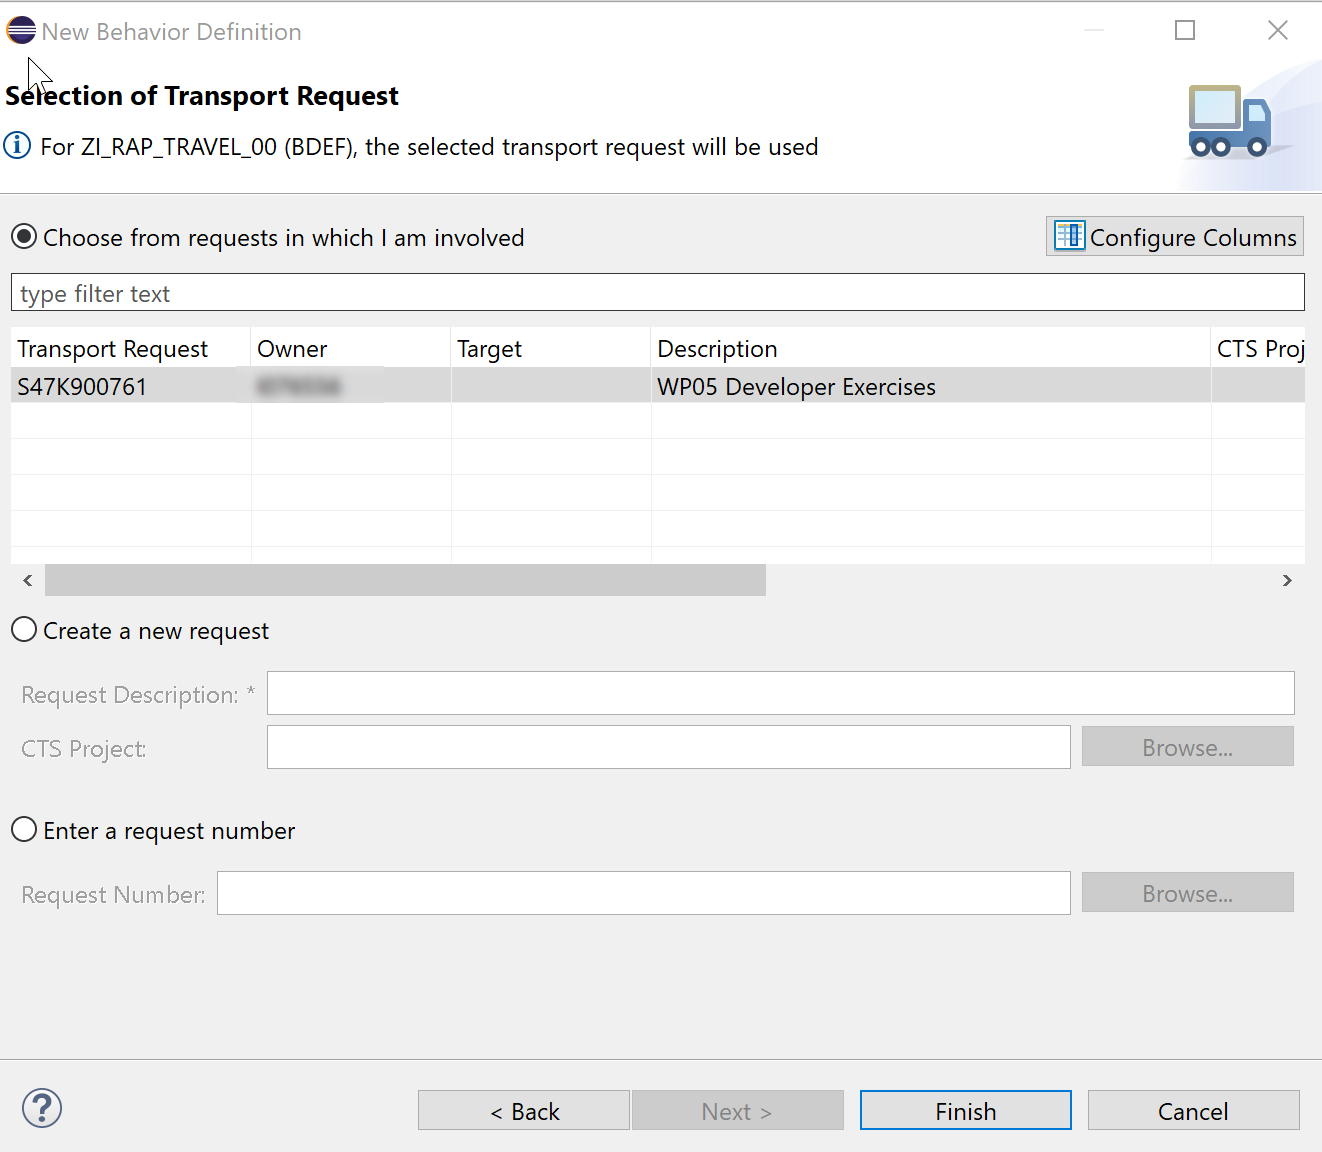 New Behavior Definition
Selection of Transport Request
For ZI_RAP_TRAVEL_00 (BDEF), the selected transport request will be used
Choose from requests in which I am involved
Configure Columns
type filter text
Transport Request Owner Target Description CTS Proj
S47K900761 WP05 Developer Exercises
Create a new request
Request Description: *
CTS Project: Browse...
Enter a request number
Request Number: Browse...
< Back Next > Finish Cancel